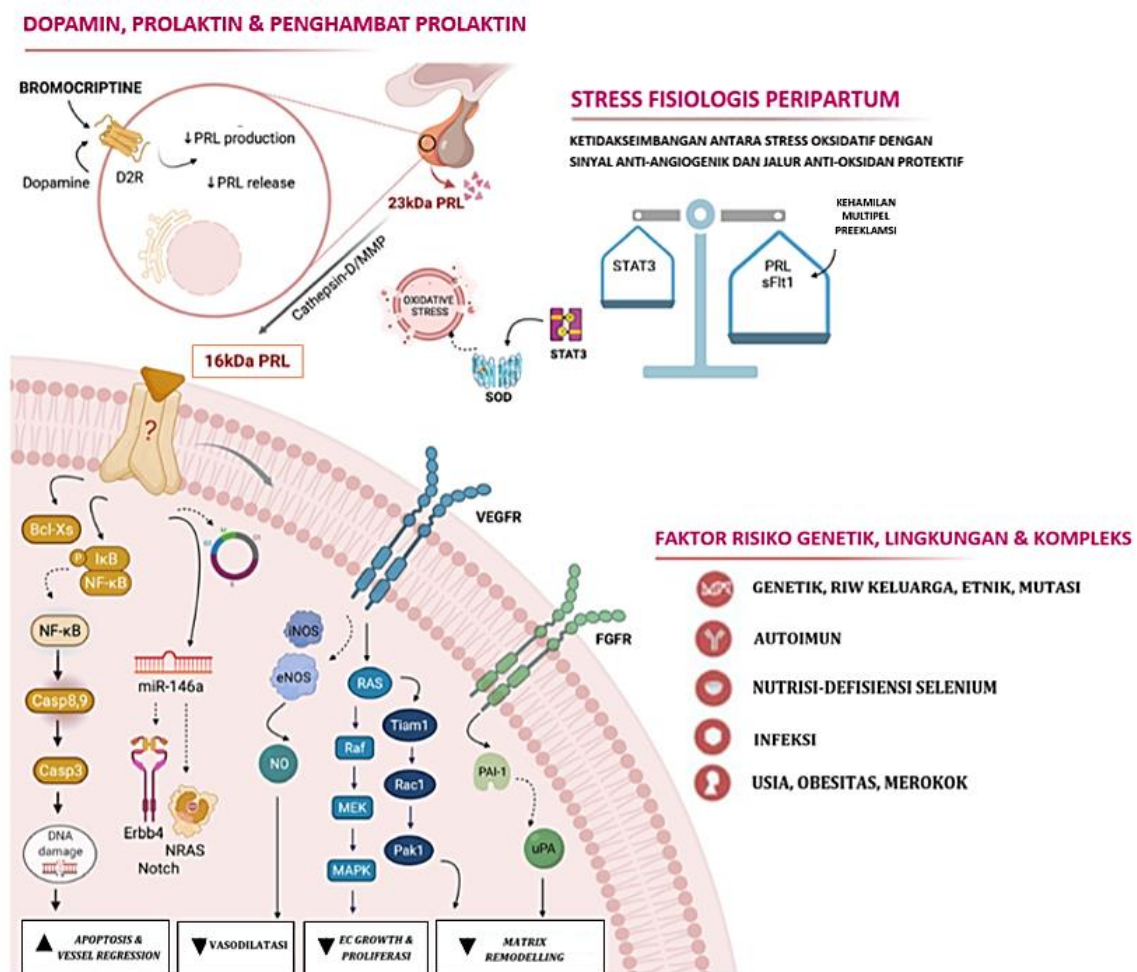 DOPAMIN, PROLAKTIN & PENGHAMBAT PROLAKTIN
BROMOCRIPTINE
Dopamine
D2R
↓PRL production
↓PRL release
23kDa PRL
Cathepsin-D/MMP
16kDa PRL
STRESS FISIOLOGIS PERIPARTUM
KETIDAKSEIMBANGAN ANTARA STRESS OKSIDATIF DENGAN
SINYAL ANTI-ANGIOGENIK DAN JALUR ANTI-OKSIDAN PROTEKTIF
KEHAMILAN
MULTIPEL
PREEKLAMSI
STAT3
PRL
sFlt1
OXIDATIVE
STRESS
STAT3
SOD
?
VEGFR
FGFR
Bcl-Xs
P
IκB
NF-κB
NF-κB
Casp8,9
Casp3
DNA
damage
miR-146a
Erbb4
NRAS
Notch
iNOS
eNOS
NO
RAS
Raf
MEK
MAPK
Tiam1
Rac1
Pak1
PAI-1
uPA
▲ APOPTOSIS &
VESSEL REGRESSION
▼ VASODILATASI
▼ EC GROWTH &
PROLIFERASI
▼ MATRIX
REMODELLING
FAKTOR RISIKO GENETIK, LINGKUNGAN & KOMPLEKS
GENETIK, RIW KELUARGA, ETNIK, MUTASI
AUTOIMUN
NUTRISI-DEFISIENSI SELENIUM
INFEKSI
USIA, OBESITAS, MEROKOK